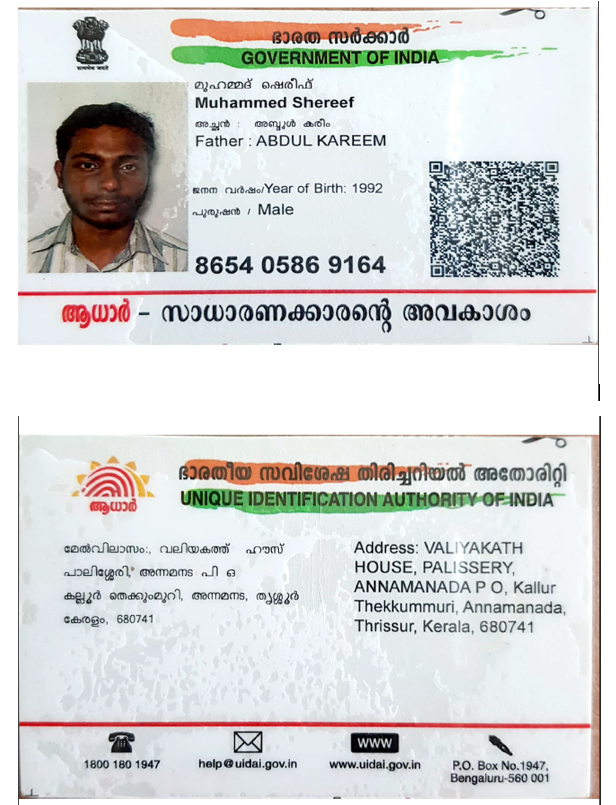 ഭാരത സർക്കാർ
GOVERNMENT OF INDIA
മുഹമ്മദ് ഷെരീഫ്
Muhammed Shereef
അച്ഛൻ : അബ്ദുൾ കരീം
Father : ABDUL KAREEM
ജനന വർഷം/Year of Birth: 1992
പുരുഷൻ / Male
8654 0586 9164
ആധാർ – സാധാരണക്കാരന്റെ അവകാശം
ഭാരതീയ സവിശേഷ തിരിച്ചറിയൽ അതോറിറ്റി
UNIQUE IDENTIFICATION AUTHORITY OF INDIA
ആധാർ
മേൽവിലാസം:, വലിയകത്ത് ഹൗസ്
പാലിശ്ശേരി, അന്നമനട പി ഒ
കല്ലൂർ തെക്കുംമുറി, അന്നമനട, തൃശ്ശൂർ
കേരളം, 680741
Address: VALIYAKATH
HOUSE, PALISSERY,
ANNAMANADA P O, Kallur
Thekkummuri, Annamanada,
Thrissur, Kerala, 680741
1800 180 1947
help@uidai.gov.in
WWW
www.uidai.gov.in
P.O. Box No.1947,
Bengaluru-560 001